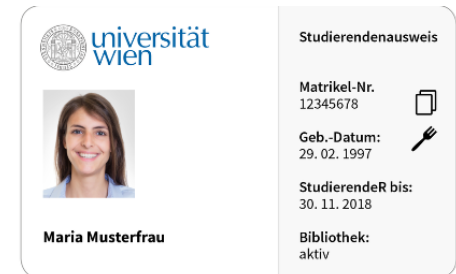 universität
wien
Maria Musterfrau
Studierendenausweis
Matrikel-Nr.
12345678
Geb.-Datum:
29. 02. 1997
StudierendeR bis:
30. 11. 2018
Bibliothek:
aktiv